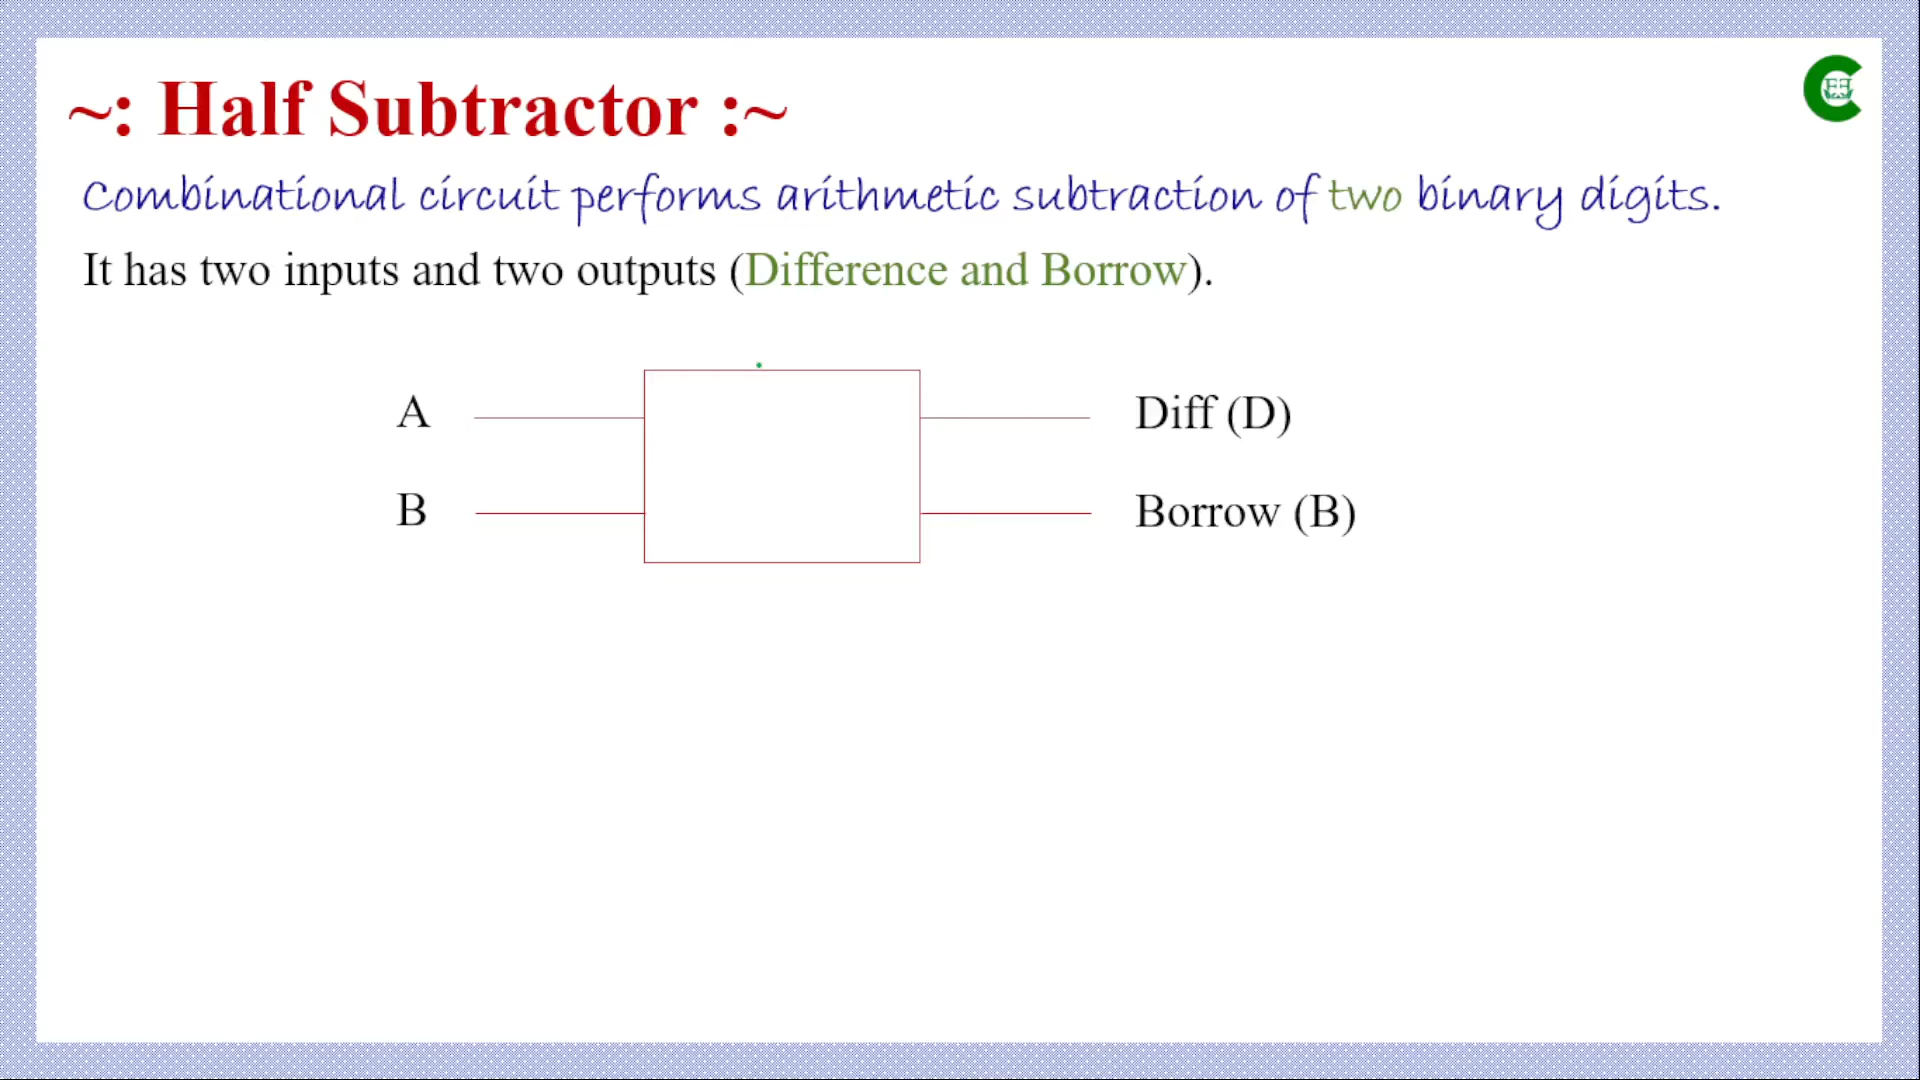 ~: Half Subtractor :~
Combinational circuit performs arithmetic subtraction of two binary digits.
It has two inputs and two outputs (Difference and Borrow).
A Diff (D)
B Borrow (B)